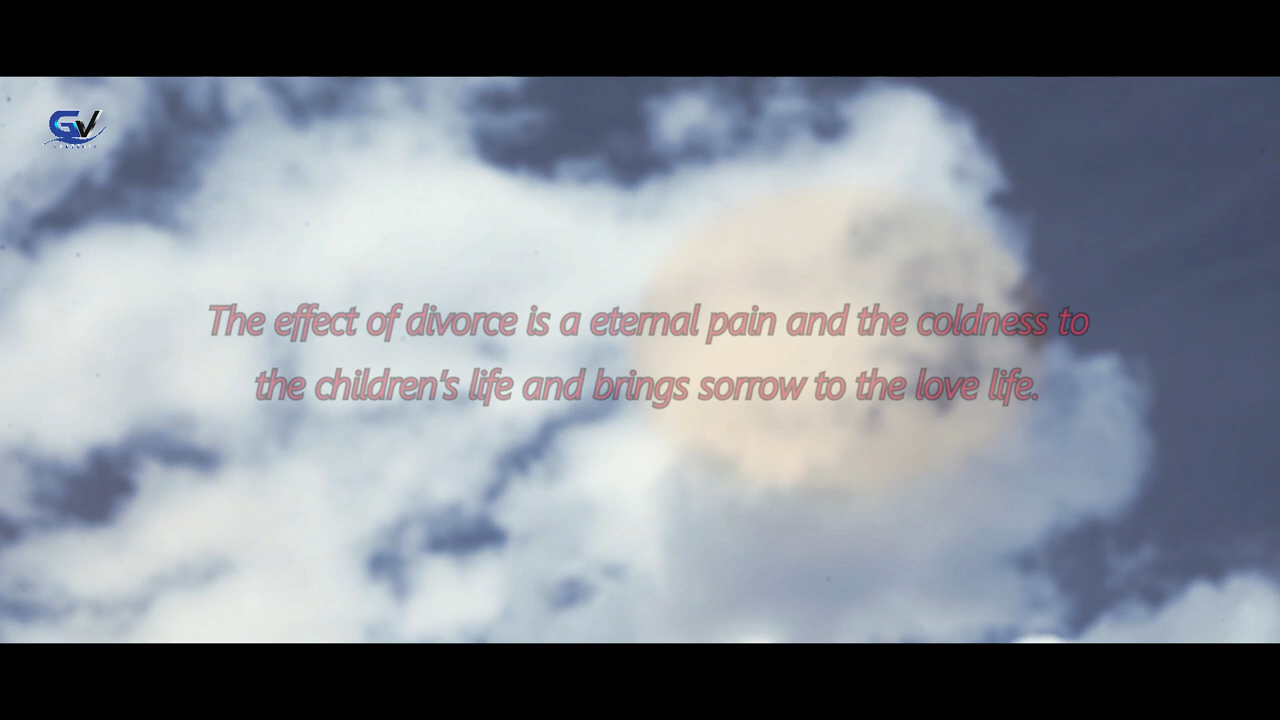 GV
The effect of divorce is a eternal pain and the coldness to
the children's life and brings sorrow to the love life.